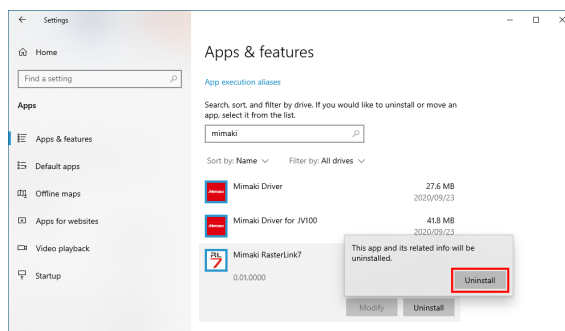 Settings
Home
Find a setting
Apps
Apps & features
Default apps
Offline maps
Apps for websites
Video playback
Startup
Apps & features
App execution aliases
Search, sort, and filter by drive. If you would like to uninstall or move an
app, select it from the list.
mimaki
Sort by: Name
Filter by: All drives
Mimaki Driver
27.6 MB
2020/09/23
Mimaki Driver for JV100
41.8 MB
2020/09/23
Mimaki RasterLink7
0.01.0000
This app and its related info will be
uninstalled.
Uninstall
Modify
Uninstall